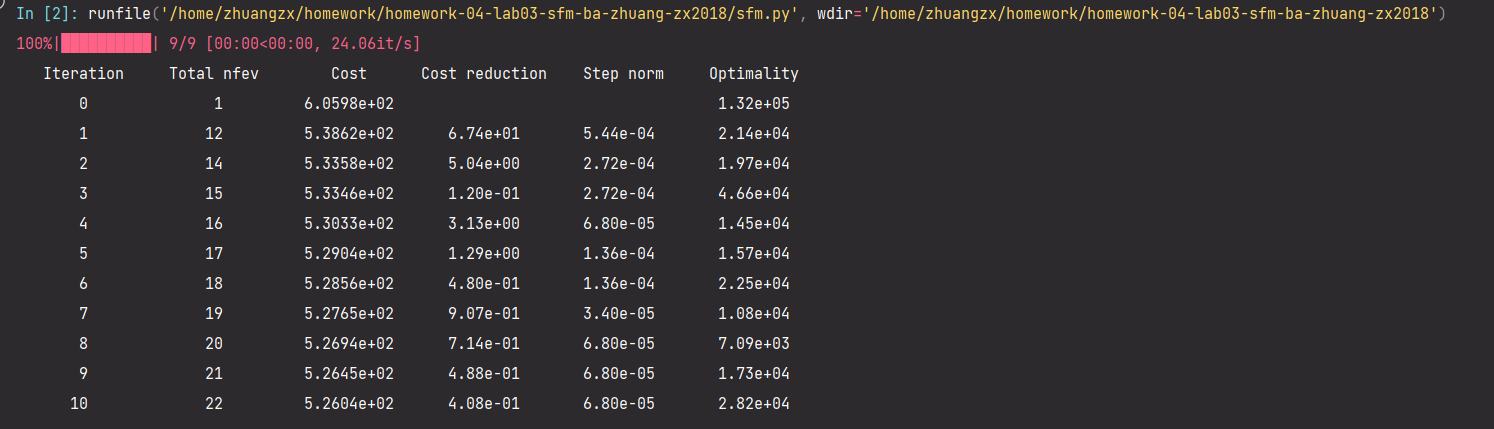 In [2]: runfile('/home/zhuangzx/homework/homework-04-lab03-sfm-ba-zhuang-zx2018/sfm.py', wdir='/home/zhuangzx/homework/homework-04-lab03-sfm-ba-zhuang-zx2018')
100%|██████████| 9/9 [00:00<00:00, 24.06it/s]
Iteration Total nfev Cost Cost reduction Step norm Optimality
0 1 6.0598e+02 1.32e+05
1 12 5.3862e+02 6.74e+01 5.44e-04 2.14e+04
2 14 5.3358e+02 5.04e+00 2.72e-04 1.97e+04
3 15 5.3346e+02 1.20e-01 2.72e-04 4.66e+04
4 16 5.3033e+02 3.13e+00 6.80e-05 1.45e+04
5 17 5.2904e+02 1.29e+00 1.36e-04 1.57e+04
6 18 5.2856e+02 4.80e-01 1.36e-04 2.25e+04
7 19 5.2765e+02 9.07e-01 3.40e-05 1.08e+04
8 20 5.2694e+02 7.14e-01 6.80e-05 7.09e+03
9 21 5.2645e+02 4.88e-01 6.80e-05 1.73e+04
10 22 5.2604e+02 4.08e-01 6.80e-05 2.82e+04